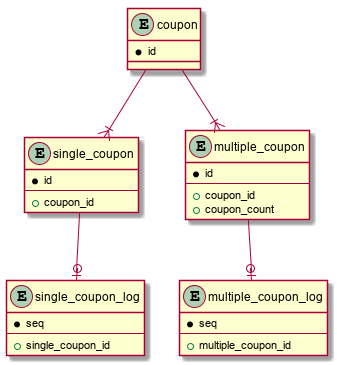 E coupon
id
E single_coupon
id
coupon_id
E multiple_coupon
id
coupon_id
coupon_count
E single_coupon_log
seq
single_coupon_id
E multiple_coupon_log
seq
multiple_coupon_id